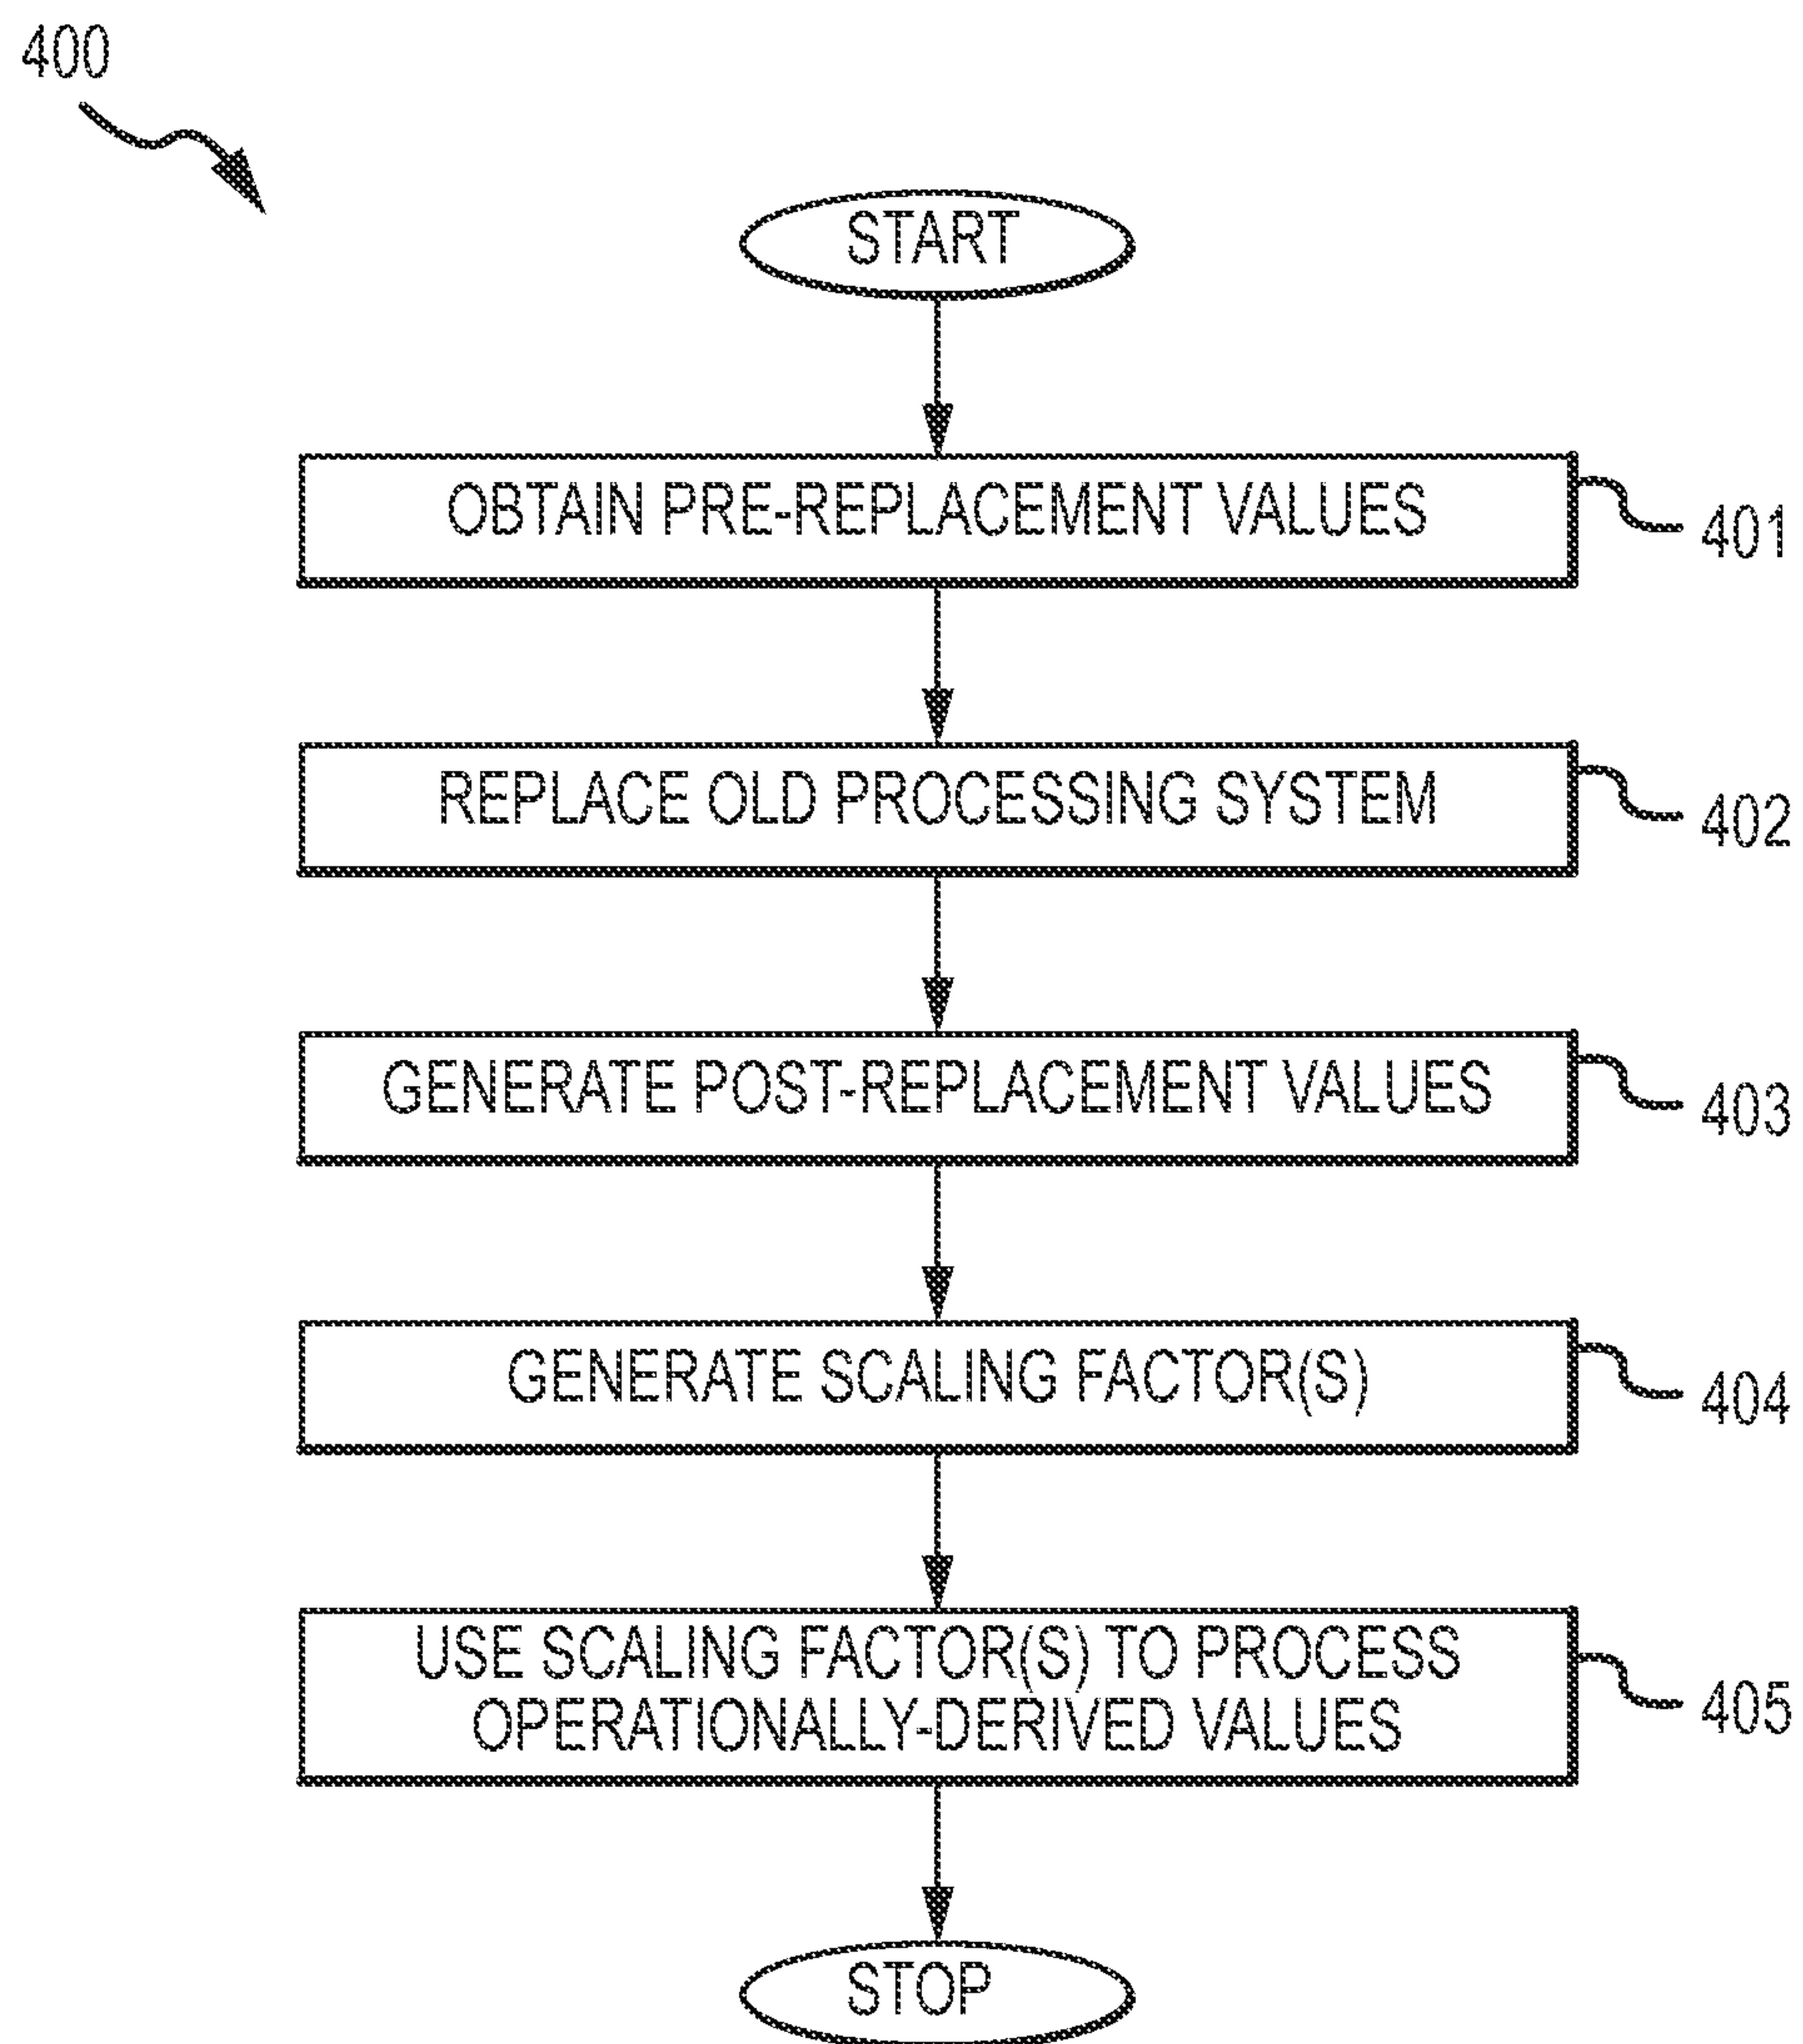 400
START
OBTAIN PRE-REPLACEMENT VALUES
401
REPLACE OLD PROCESSING SYSTEM
402
GENERATE POST-REPLACEMENT VALUES
403
GENERATE SCALING FACTOR(S)
404
USE SCALING FACTOR(S) TO PROCESS
OPERATIONALLY-DERIVED VALUES
405
STOP